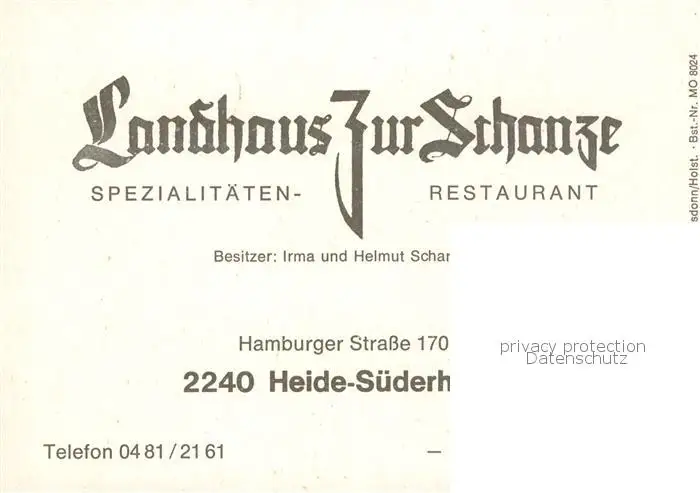 Landhaus Zur Schanze
SPEZIALITÄTEN- RESTAURANT
Besitzer: Irma und Helmut Schar
Hamburger Straße 170
2240 Heide-Süderh
Telefon 04 81 / 21 61 –
sdonn/Holst. · Bst.-Nr. MO 8024
privacy protection
Datenschutz